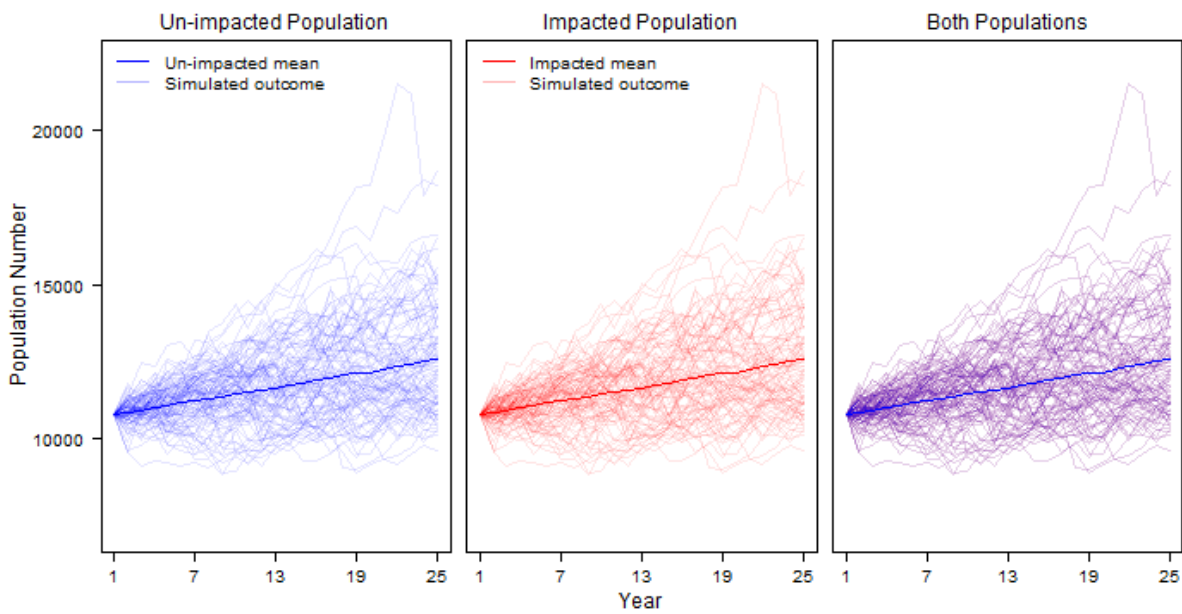 Un-impacted Population
Impacted Population
Both Populations
Un-impacted mean
Simulated outcome
Impacted mean
Simulated outcome
Population Number
20000
15000
10000
1 7 13 19 25
1 7 13 19 25
1 7 13 19 25
Year